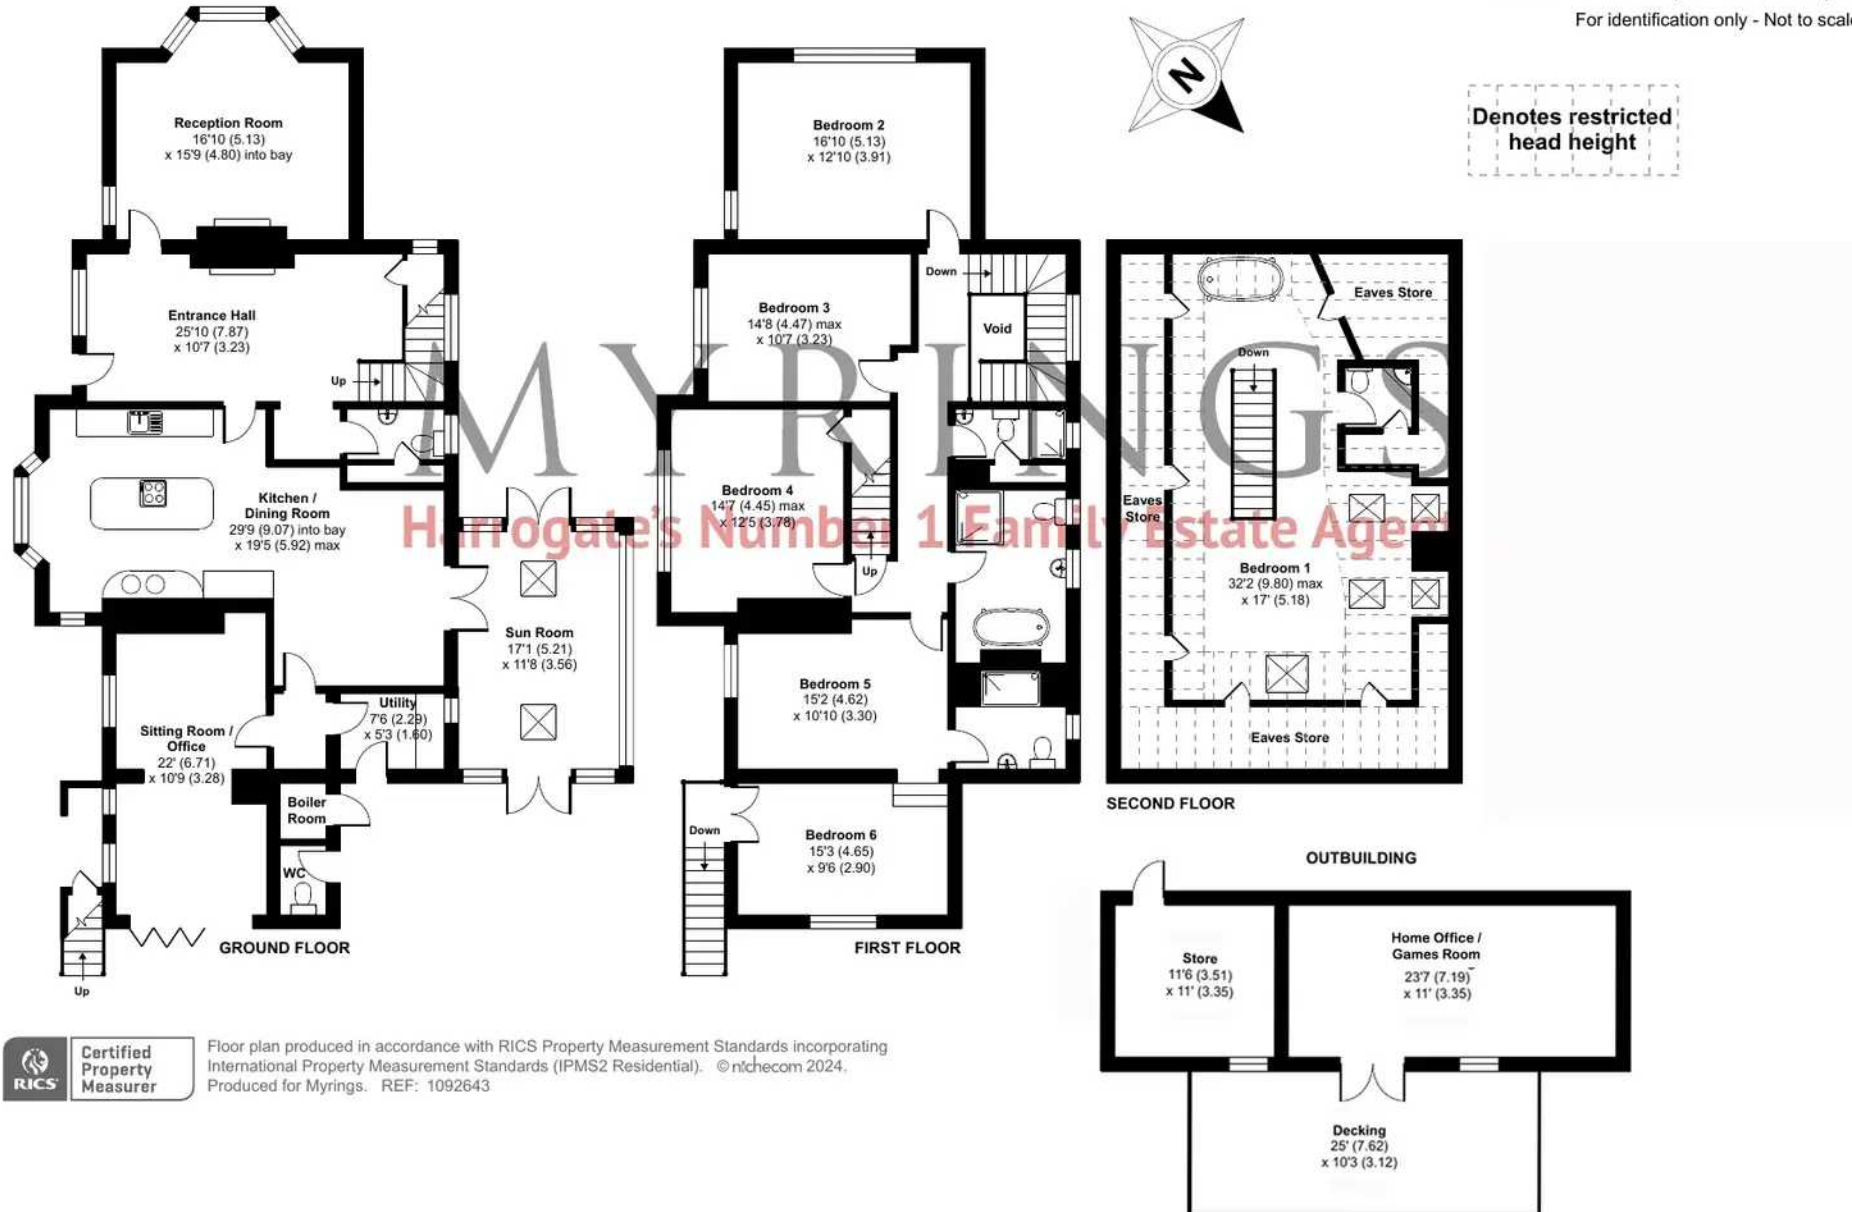 For identification only - Not to scale
N
Denotes restricted
head height
Reception Room
16'10 (5.13)
x 15'9 (4.80) into bay
Entrance Hall
25'10 (7.87)
x 10'7 (3.23)
Up
Kitchen /
Dining Room
29'9 (9.07) into bay
x 19'5 (5.92) max
Sun Room
17'1 (5.21)
x 11'8 (3.56)
Utility
7'6 (2.29)
x 5'3 (1.60)
Sitting Room /
Office
22' (6.71)
x 10'9 (3.28)
Boiler
Room
WC
Up
GROUND FLOOR
Bedroom 2
16'10 (5.13)
x 12'10 (3.91)
Down
Void
Bedroom 3
14'8 (4.47) max
x 10'7 (3.23)
Bedroom 4
14'7 (4.45) max
x 12'5 (3.78)
Up
Bedroom 5
15'2 (4.62)
x 10'10 (3.30)
Down
Bedroom 6
15'3 (4.65)
x 9'6 (2.90)
FIRST FLOOR
Eaves Store
Down
Eaves
Store
Bedroom 1
32'2 (9.80) max
x 17' (5.18)
Eaves Store
SECOND FLOOR
MYRINGS
Harrogate's Number 1 Family Estate Agent
OUTBUILDING
Store
11'6 (3.51)
x 11' (3.35)
Home Office /
Games Room
23'7 (7.19)
x 11' (3.35)
Decking
25' (7.62)
x 10'3 (3.12)
RICS
Certified
Property
Measurer
Floor plan produced in accordance with RICS Property Measurement Standards incorporating
International Property Measurement Standards (IPMS2 Residential). © nichecom 2024.
Produced for Myrings. REF: 1092643